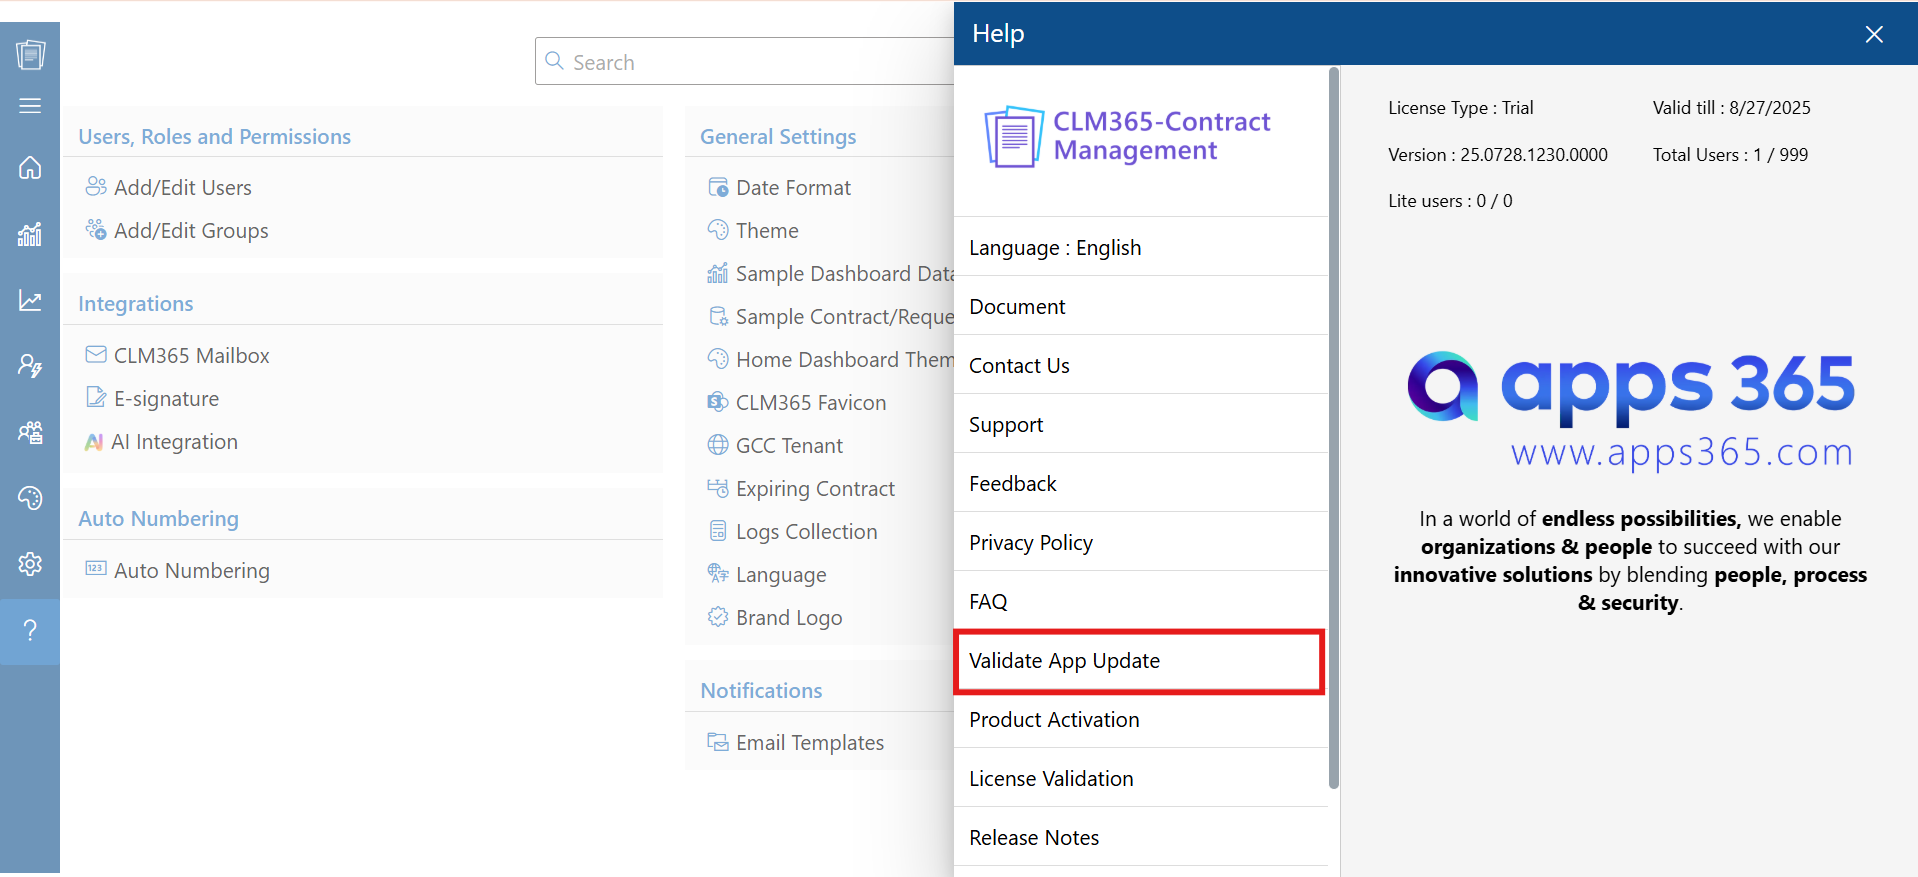 Search
Users, Roles and Permissions
Add/Edit Users
Add/Edit Groups
Integrations
CLM365 Mailbox
E-signature
AI AI Integration
Auto Numbering
123 Auto Numbering
General Settings
Date Format
Theme
Sample Dashboard Data
Sample Contract/Reque
Home Dashboard Them
CLM365 Favicon
GCC Tenant
Expiring Contract
Logs Collection
Language
Brand Logo
Notifications
Email Templates
?
Help
CLM365-Contract
Management
Language : English
Document
Contact Us
Support
Feedback
Privacy Policy
FAQ
Validate App Update
Product Activation
License Validation
Release Notes
License Type : Trial
Valid till : 8/27/2025
Version : 25.0728.1230.0000
Total Users : 1 / 999
Lite users : 0 / 0
apps 365
www.apps365.com
In a world of endless possibilities, we enable
organizations & people to succeed with our
innovative solutions by blending people, process
& security.